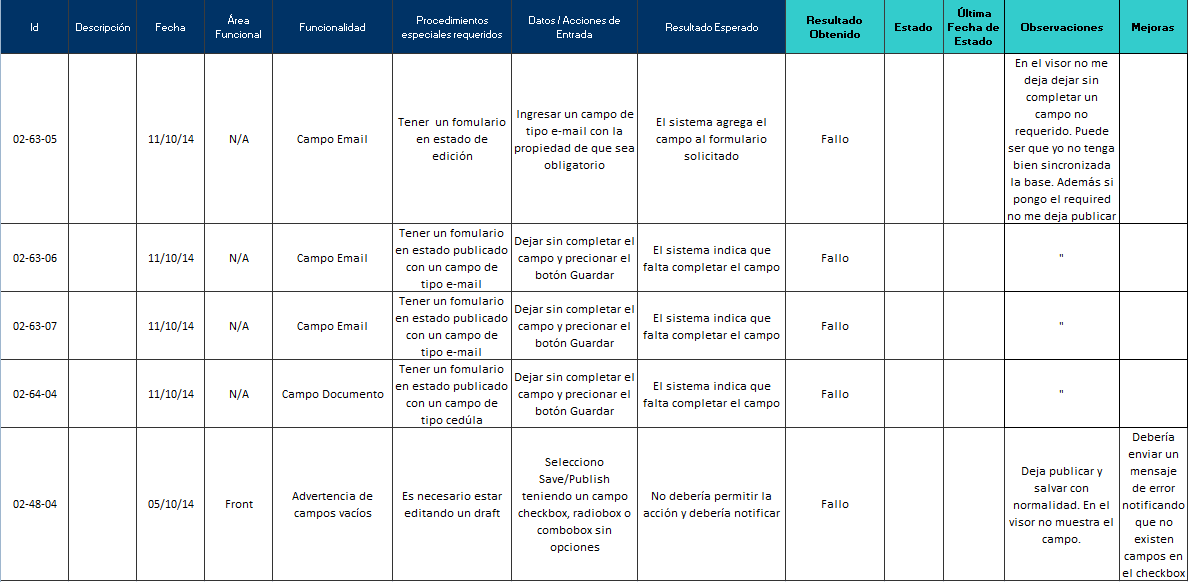 Id
Descripción
Fecha
Área
Funcional
Funcionalidad
Procedimientos
especiales requeridos
Datos / Acciones de
Entrada
Resultado Esperado
Resultado
Obtenido
Estado
Última
Fecha de
Estado
Observaciones
Mejoras
02-63-05
11/10/14
N/A
Campo Email
Tener un fomulario
en estado de
edición
Ingresar un campo de
tipo e-mail con la
propiedad de que sea
obligatorio
El sistema agrega el
campo al formulario
solicitado
Fallo
En el visor no me
deja dejar sin
completar un
campo no
requerido. Puede
ser que yo no tenga
bien sincronizada
la base. Además si
pongo el required
no me deja publicar
02-63-06
11/10/14
N/A
Campo Email
Tener un fomulario
en estado publicado
con un campo de
tipo e-mail
Dejar sin completar el
campo y precionar el
botón Guardar
El sistema indica que
falta completar el campo
Fallo
"
02-63-07
11/10/14
N/A
Campo Email
Tener un fomulario
en estado publicado
con un campo de
tipo e-mail
Dejar sin completar el
campo y precionar el
botón Guardar
El sistema indica que
falta completar el campo
Fallo
"
02-64-04
11/10/14
N/A
Campo Documento
Tener un fomulario
en estado publicado
con un campo de
tipo cedúla
Dejar sin completar el
campo y precionar el
botón Guardar
El sistema indica que
falta completar el campo
Fallo
"
02-48-04
05/10/14
Front
Advertencia de
campos vacíos
Es necesario estar
editando un draft
Selecciono
Save/Publish
teniendo un campo
checkbox, radiobox o
combobox sin
opciones
No debería permitir la
acción y debería notificar
Fallo
Deja publicar y
salvar con
normalidad. En el
visor no muestra el
campo.
Debería
enviar un
mensaje
de error
notificando
que no
existen
campos en
el checkbox